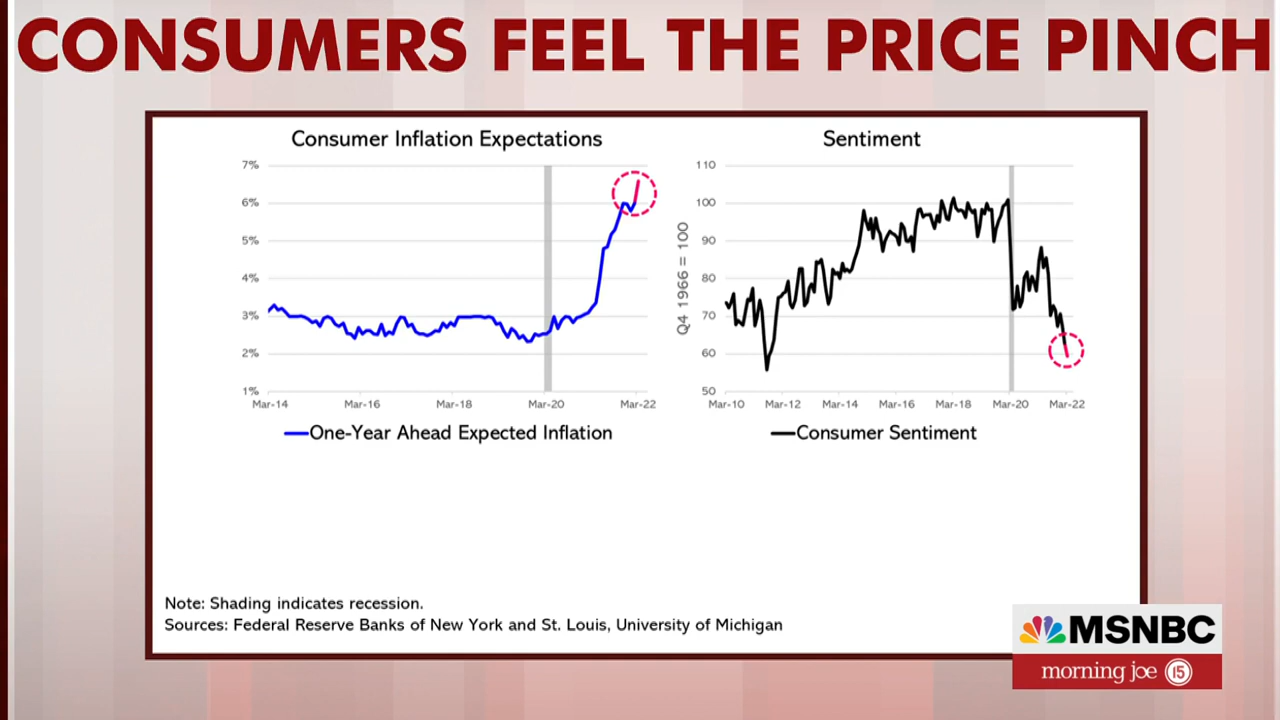 CONSUMERS FEEL THE PRICE PINCH
Consumer Inflation Expectations
7%
6%
5%
4%
3%
2%
1%
Mar-14 Mar-16 Mar-18 Mar-20 Mar-22
One-Year Ahead Expected Inflation
Sentiment
Q4 1966 = 100
110
100
90
80
70
60
50
Mar-10 Mar-12 Mar-14 Mar-16 Mar-18 Mar-20 Mar-22
Consumer Sentiment
Note: Shading indicates recession.
Sources: Federal Reserve Banks of New York and St. Louis, University of Michigan
MSNBC
morning joe 15